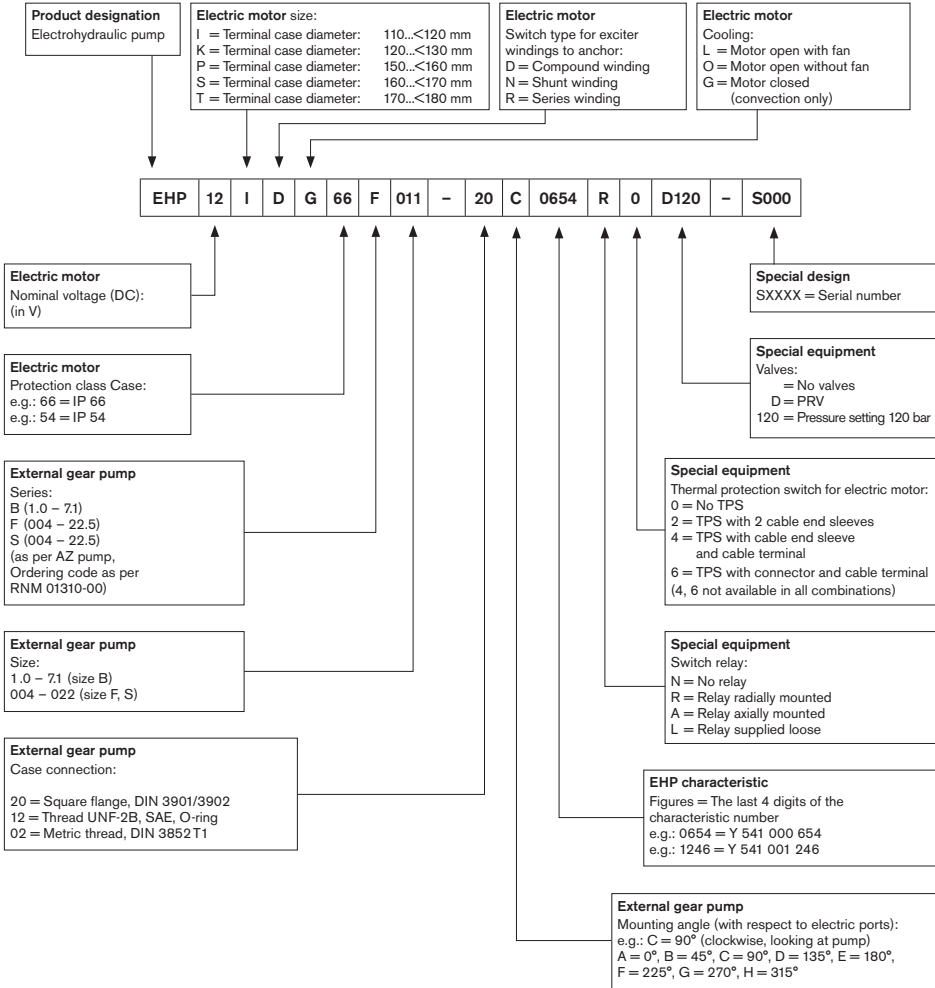 Product designation
Electrohydraulic pump
Electric motor size:
I = Terminal case diameter: 110...<120 mm
K = Terminal case diameter: 120...<130 mm
P = Terminal case diameter: 150...<160 mm
S = Terminal case diameter: 160...<170 mm
T = Terminal case diameter: 170...<180 mm
Electric motor
Switch type for exciter
windings to anchor:
D = Compound winding
N = Shunt winding
R = Series winding
Electric motor
Cooling:
L = Motor open with fan
O = Motor open without fan
G = Motor closed
(convection only)
EHP 12 I D G 66 F 011 – 20 C 0654 R 0 D120 – S000
Electric motor
Nominal voltage (DC):
(in V)
Electric motor
Protection class Case:
e.g.: 66 = IP 66
e.g.: 54 = IP 54
External gear pump
Series:
B (1.0 – 7.1)
F (004 – 22.5)
S (004 – 22.5)
(as per AZ pump,
Ordering code as per
RNM 01310-00)
External gear pump
Size:
1.0 – 7.1 (size B)
004 – 022 (size F, S)
External gear pump
Case connection:
20 = Square flange, DIN 3901/3902
12 = Thread UNF-2B, SAE, O-ring
02 = Metric thread, DIN 3852 T1
Special design
SXXXX = Serial number
Special equipment
Valves:
= No valves
D = PRV
120 = Pressure setting 120 bar
Special equipment
Thermal protection switch for electric motor:
0 = No TPS
2 = TPS with 2 cable end sleeves
4 = TPS with cable end sleeve
and cable terminal
6 = TPS with connector and cable terminal
(4, 6 not available in all combinations)
Special equipment
Switch relay:
N = No relay
R = Relay radially mounted
A = Relay axially mounted
L = Relay supplied loose
EHP characteristic
Figures = The last 4 digits of the
characteristic number
e.g.: 0654 = Y 541 000 654
e.g.: 1246 = Y 541 001 246
External gear pump
Mounting angle (with respect to electric ports):
e.g.: C = 90° (clockwise, looking at pump)
A = 0°, B = 45°, C = 90°, D = 135°, E = 180°,
F = 225°, G = 270°, H = 315°